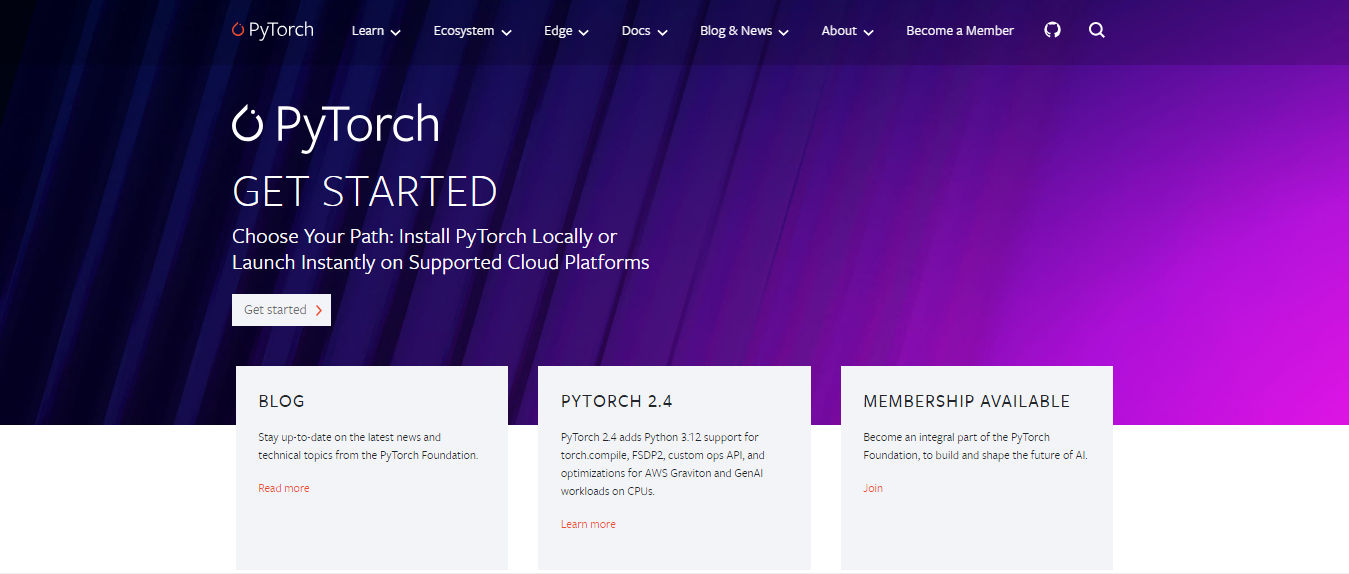 PyTorch Learn Ecosystem Edge Docs Blog & News About Become a Member
PyTorch
GET STARTED
Choose Your Path: Install PyTorch Locally or
Launch Instantly on Supported Cloud Platforms
Get started
BLOG
Stay up-to-date on the latest news and
technical topics from the PyTorch Foundation.
Read more
PYTORCH 2.4
PyTorch 2.4 adds Python 3.12 support for
torch.compile, FSDP2, custom ops API, and
optimizations for AWS Graviton and GenAI
workloads on CPUs.
Learn more
MEMBERSHIP AVAILABLE
Become an integral part of the PyTorch
Foundation, to build and shape the future of AI.
Join